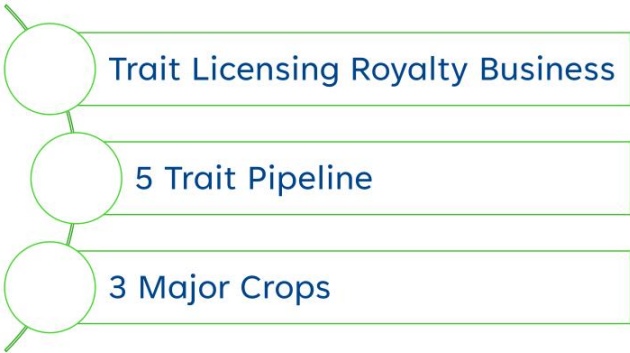 Trait Licensing Royalty Business
5 Trait Pipeline
3 Major Crops